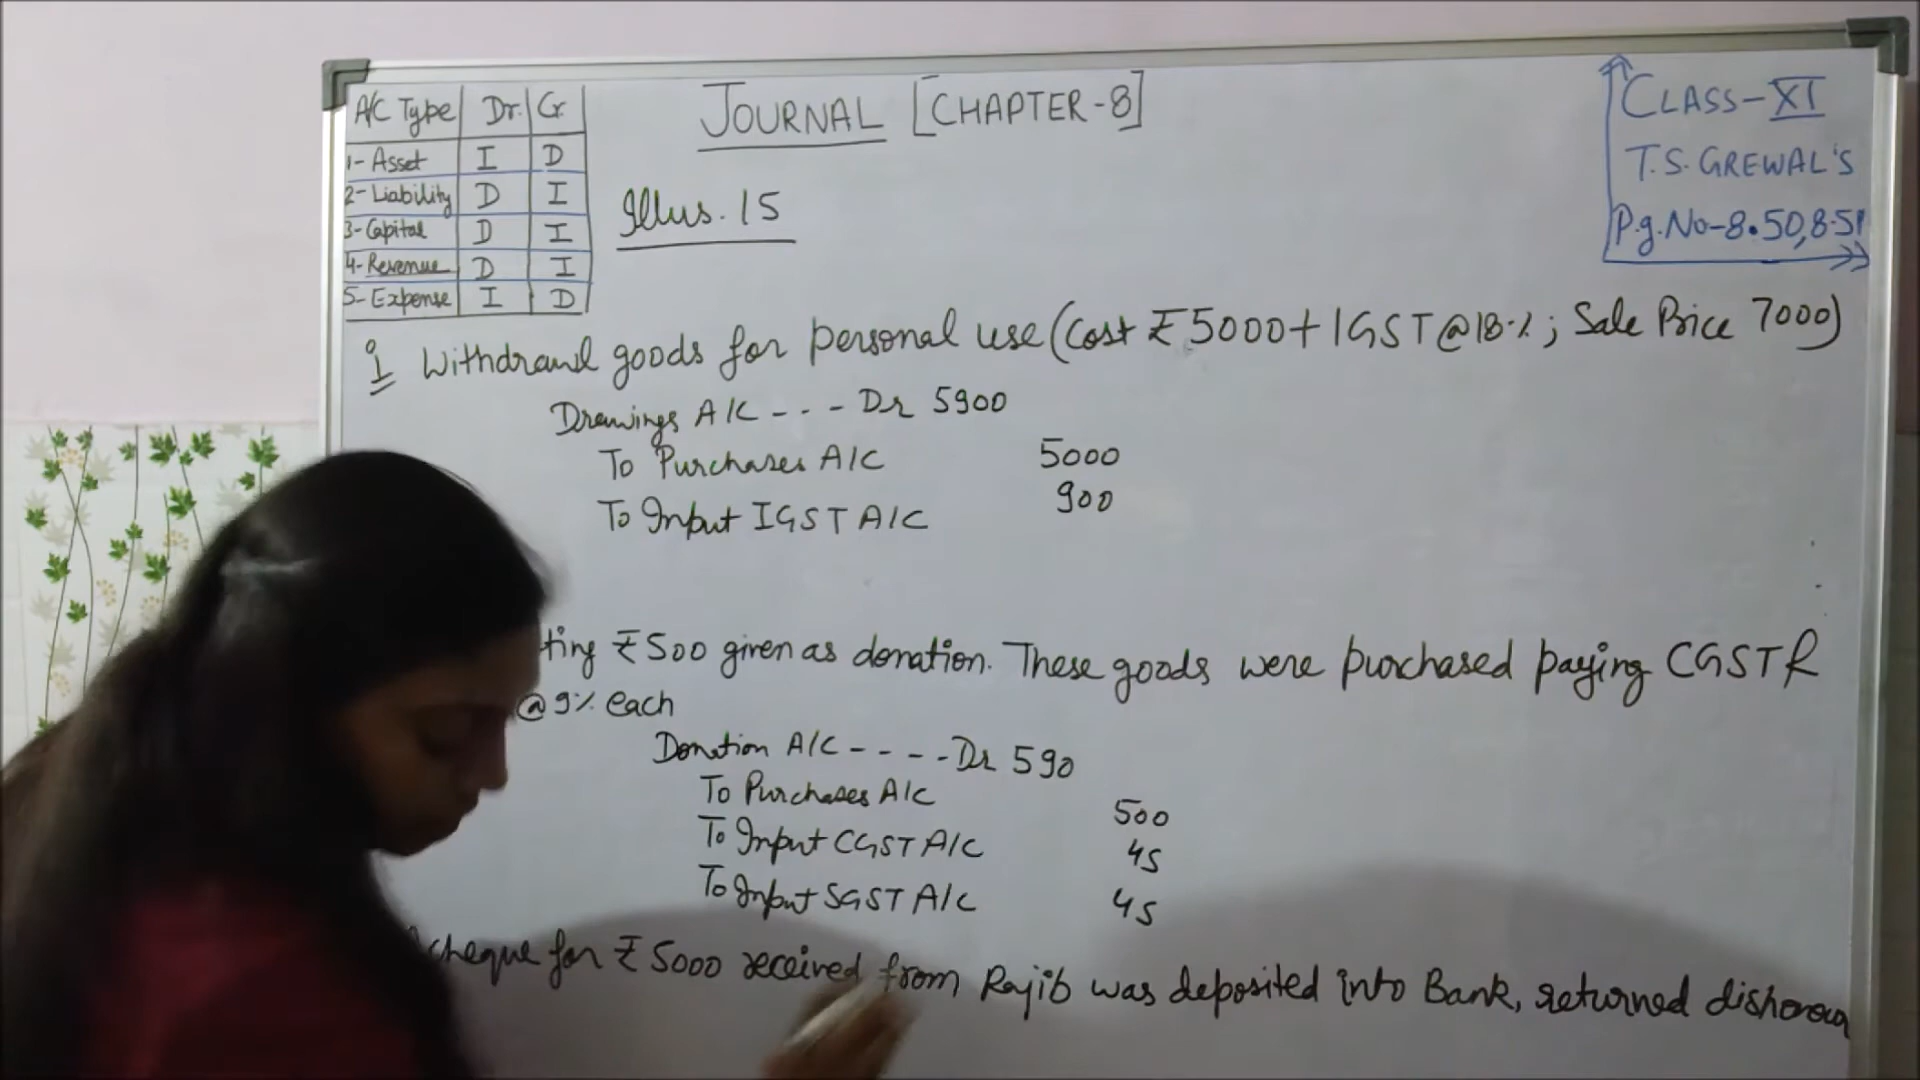 A/C Type Dr. Cr.
1- Asset I D
2- Liability D I
3- Capital D I
4- Revenue D I
5- Expense I D
JOURNAL [CHAPTER-8]
CLASS-XI
T.S. GREWAL'S
P.g. No-8.50,8.51
Illus. 15
i Withdrawl goods for personal use (Cost ₹5000+IGST@18%; Sale Price 7000)
Drawings A/C - - - Dr 5900
To Purchases A/C 5000
To Input IGST A/C 900
ting ₹500 given as donation. These goods were purchased paying CGST
@9% each
Donation A/C - - - - Dr 590
To Purchases A/C 500
To Input CGST A/C 45
To Input SGST A/C 45
cheque for ₹5000 received from Rajib was deposited into Bank, returned